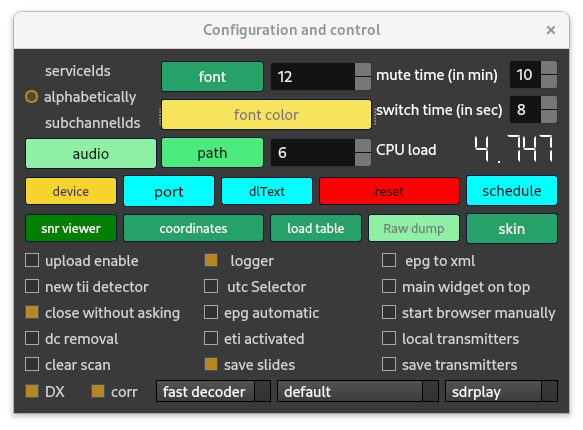 Configuration and control ×
serviceIds font 12 mute time (in min) 10
alphabetically
font color switch time (in sec) 8
subchannelIds
audio path 6 CPU load 4.747
device port dlText reset schedule
snr viewer coordinates load table Raw dump skin
upload enable logger epg to xml
new tii detector utc Selector main widget on top
close without asking epg automatic start browser manually
dc removal eti activated local transmitters
clear scan save slides save transmitters
DX corr fast decoder default sdrplay